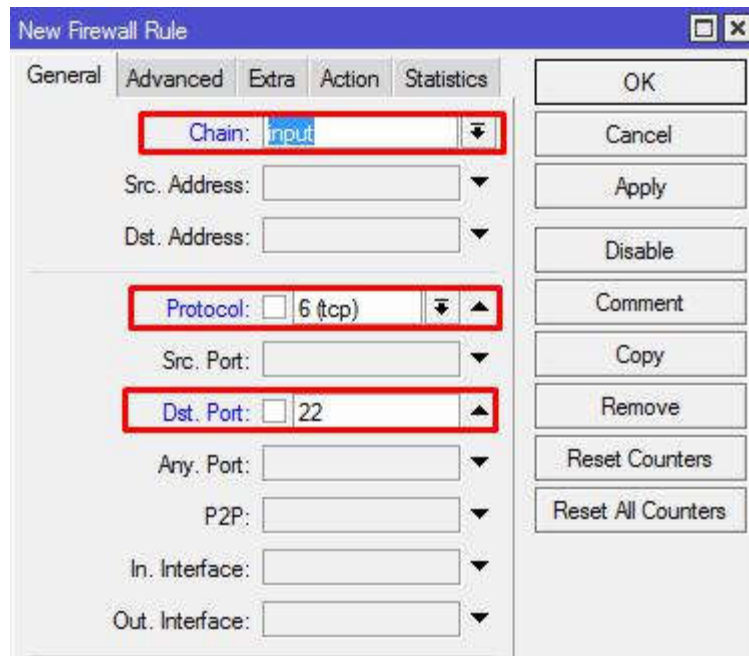 New Firewall Rule
General Advanced Extra Action Statistics
Chain: input
Src. Address:
Dst. Address:
Protocol: 6 (tcp)
Src. Port:
Dst. Port: 22
Any. Port:
P2P:
In. Interface:
Out. Interface:
OK
Cancel
Apply
Disable
Comment
Copy
Remove
Reset Counters
Reset All Counters